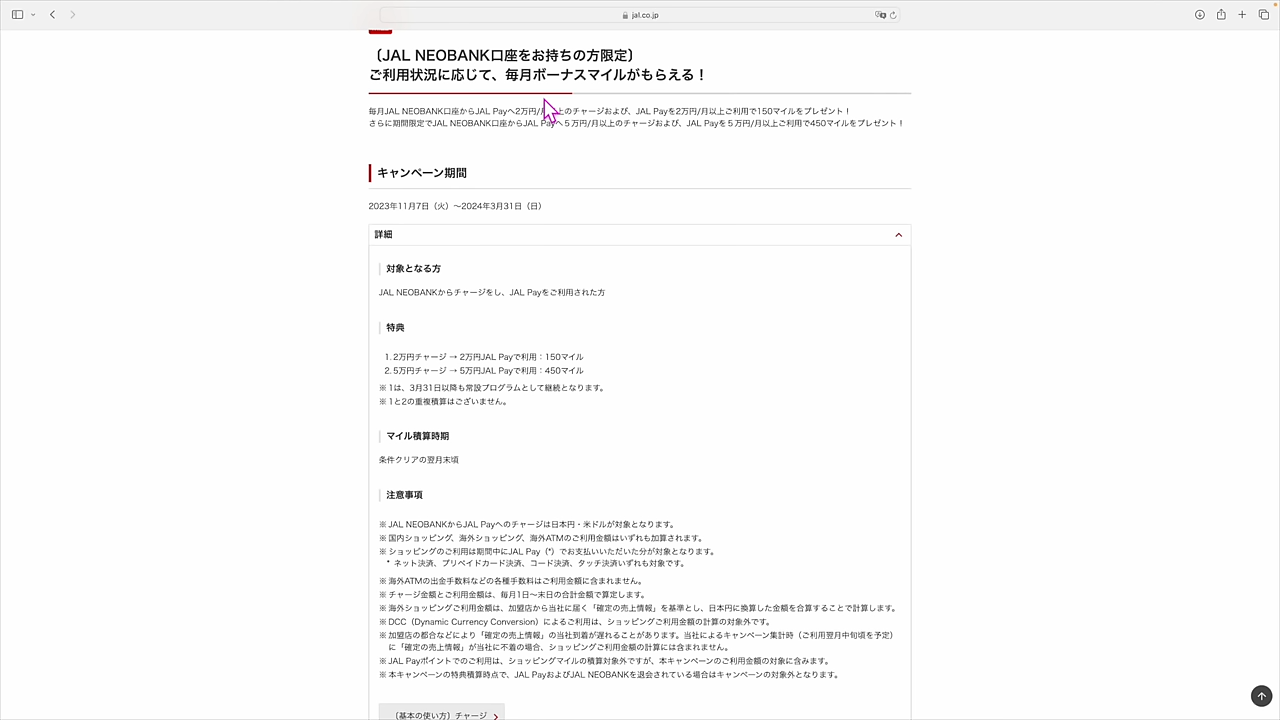 jal.co.jp
〔JAL NEOBANK口座をお持ちの方限定〕
ご利用状況に応じて、毎月ボーナスマイルがもらえる！
毎月JAL NEOBANK口座からJAL Payへ2万円/月以上のチャージおよび、JAL Payを2万円/月以上ご利用で150マイルをプレゼント！
さらに期間限定でJAL NEOBANK口座からJAL Payへ５万円/月以上のチャージおよび、JAL Payを５万円/月以上ご利用で450マイルをプレゼント！
キャンペーン期間
2023年11月7日（火）～2024年3月31日（日）
詳細
対象となる方
JAL NEOBANKからチャージをし、JAL Payをご利用された方
特典
1. 2万円チャージ → 2万円JAL Payで利用：150マイル
2. 5万円チャージ → 5万円JAL Payで利用：450マイル
※ 1は、3月31日以降も常設プログラムとして継続となります。
※ 1と2の重複積算はございません。
マイル積算時期
条件クリアの翌月末頃
注意事項
※ JAL NEOBANKからJAL Payへのチャージは日本円・米ドルが対象となります。
※ 国内ショッピング、海外ショッピング、海外ATMのご利用金額はいずれも加算されます。
※ ショッピングのご利用は期間中にJAL Pay（*）でお支払いいただいた分が対象となります。
* ネット決済、プリペイドカード決済、コード決済、タッチ決済いずれも対象です。
※ 海外ATMの出金手数料などの各種手数料はご利用金額に含まれません。
※ チャージ金額とご利用金額は、毎月1日～末日の合計金額で算定します。
※ 海外ショッピングご利用金額は、加盟店から当社に届く「確定の売上情報」を基準とし、日本円に換算した金額を合算することで計算します。
※ DCC（Dynamic Currency Conversion）によるご利用は、ショッピングご利用金額の計算の対象外です。
※ 加盟店の都合などにより「確定の売上情報」の当社到着が遅れることがあります。当社によるキャンペーン集計時（ご利用翌月中旬頃を予定）
に「確定の売上情報」が当社に不着の場合、ショッピングご利用金額の計算には含まれません。
※ JAL Payポイントでのご利用は、ショッピングマイルの積算対象外ですが、本キャンペーンのご利用金額の対象に含みます。
※ 本キャンペーンの特典積算時点で、JAL PayおよびJAL NEOBANKを退会されている場合はキャンペーンの対象外となります。
〔基本の使い方〕チャージ